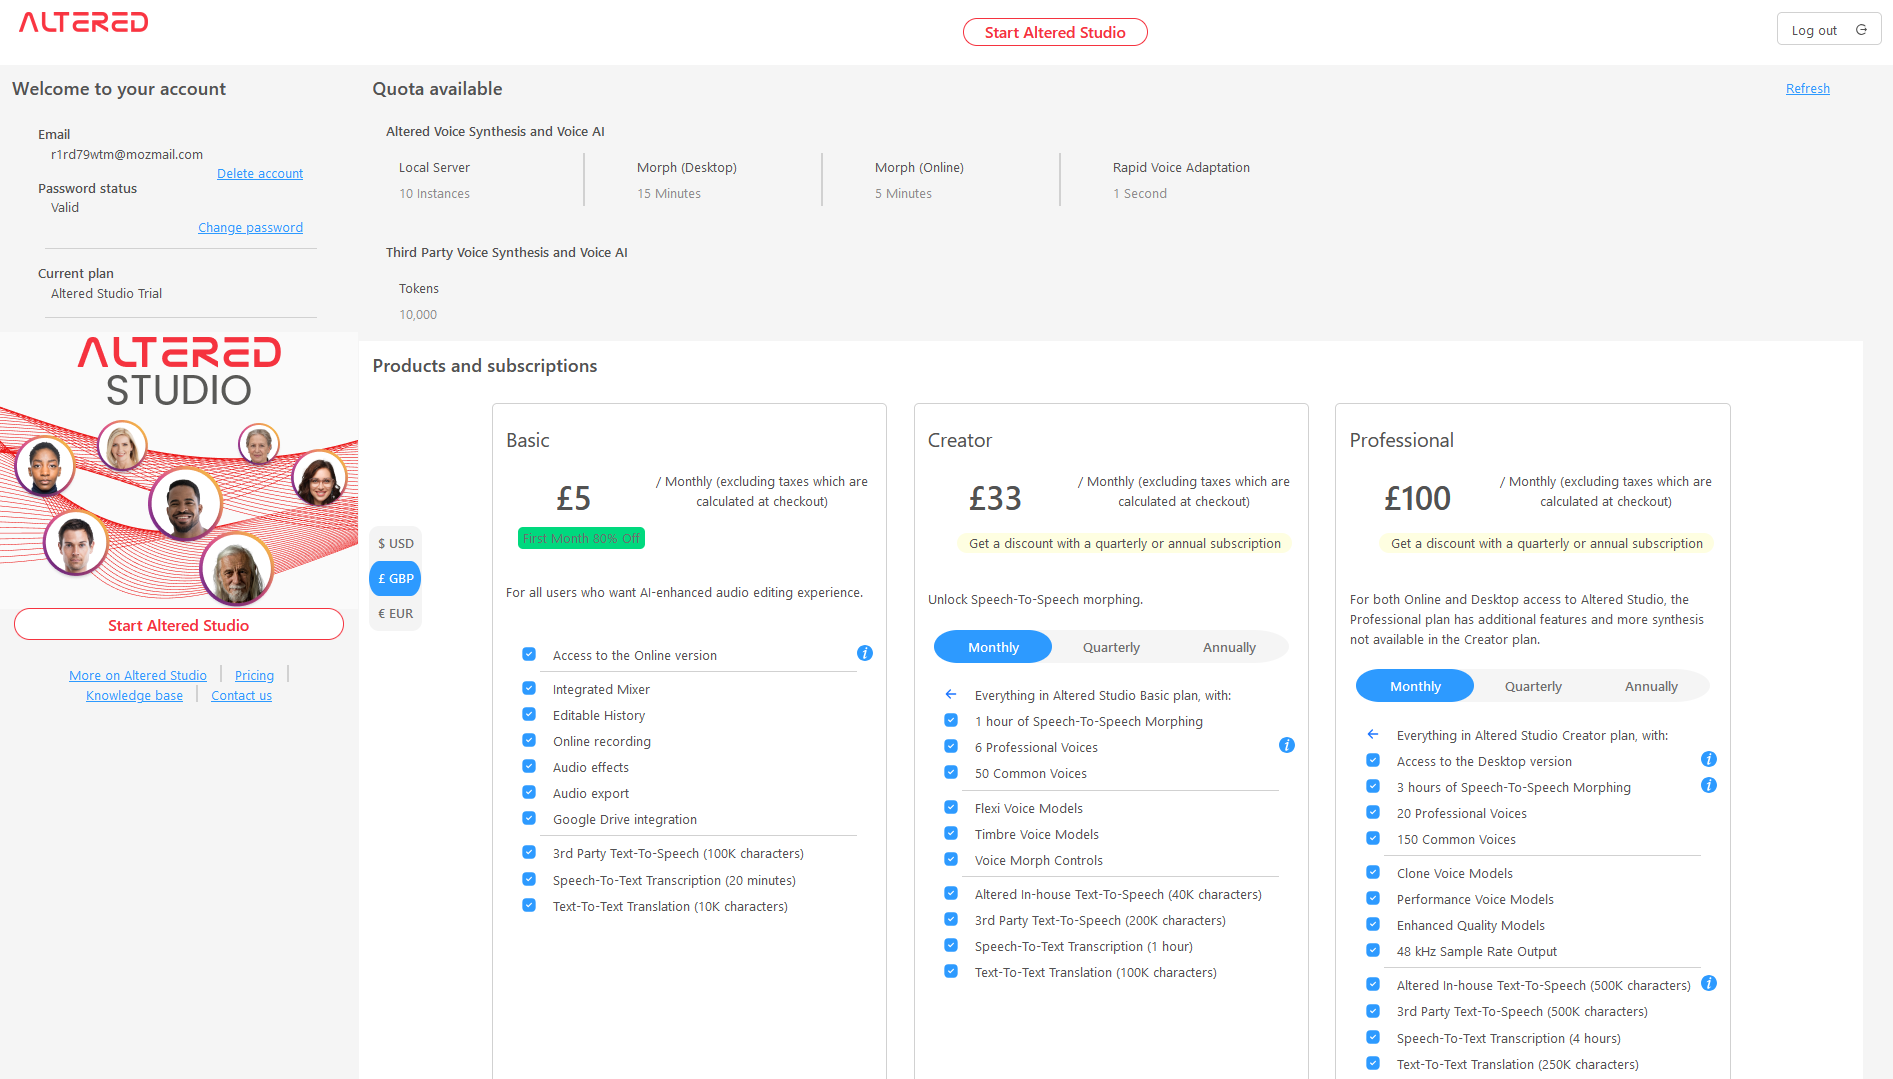 ALTERED
Start Altered Studio
Log out
Welcome to your account
Email
r1rd79wtm@mozmail.com
Delete account
Password status
Valid
Change password
Current plan
Altered Studio Trial
ALTERED
STUDIO
Start Altered Studio
More on Altered Studio
Pricing
Knowledge base
Contact us
Quota available
Refresh
Altered Voice Synthesis and Voice AI
Local Server
10 Instances
Morph (Desktop)
15 Minutes
Morph (Online)
5 Minutes
Rapid Voice Adaptation
1 Second
Third Party Voice Synthesis and Voice AI
Tokens
10,000
Products and subscriptions
$ USD
£ GBP
€ EUR
Basic
£5
/ Monthly (excluding taxes which are
calculated at checkout)
First Month 80% Off
For all users who want AI-enhanced audio editing experience.
Access to the Online version
Integrated Mixer
Editable History
Online recording
Audio effects
Audio export
Google Drive integration
3rd Party Text-To-Speech (100K characters)
Speech-To-Text Transcription (20 minutes)
Text-To-Text Translation (10K characters)
Creator
£33
/ Monthly (excluding taxes which are
calculated at checkout)
Get a discount with a quarterly or annual subscription
Unlock Speech-To-Speech morphing.
Monthly
Quarterly
Annually
Everything in Altered Studio Basic plan, with:
1 hour of Speech-To-Speech Morphing
6 Professional Voices
50 Common Voices
Flexi Voice Models
Timbre Voice Models
Voice Morph Controls
Altered In-house Text-To-Speech (40K characters)
3rd Party Text-To-Speech (200K characters)
Speech-To-Text Transcription (1 hour)
Text-To-Text Translation (100K characters)
Professional
£100
/ Monthly (excluding taxes which are
calculated at checkout)
Get a discount with a quarterly or annual subscription
For both Online and Desktop access to Altered Studio, the
Professional plan has additional features and more synthesis
not available in the Creator plan.
Monthly
Quarterly
Annually
Everything in Altered Studio Creator plan, with:
Access to the Desktop version
3 hours of Speech-To-Speech Morphing
20 Professional Voices
150 Common Voices
Clone Voice Models
Performance Voice Models
Enhanced Quality Models
48 kHz Sample Rate Output
Altered In-house Text-To-Speech (500K characters)
3rd Party Text-To-Speech (500K characters)
Speech-To-Text Transcription (4 hours)
Text-To-Text Translation (250K characters)